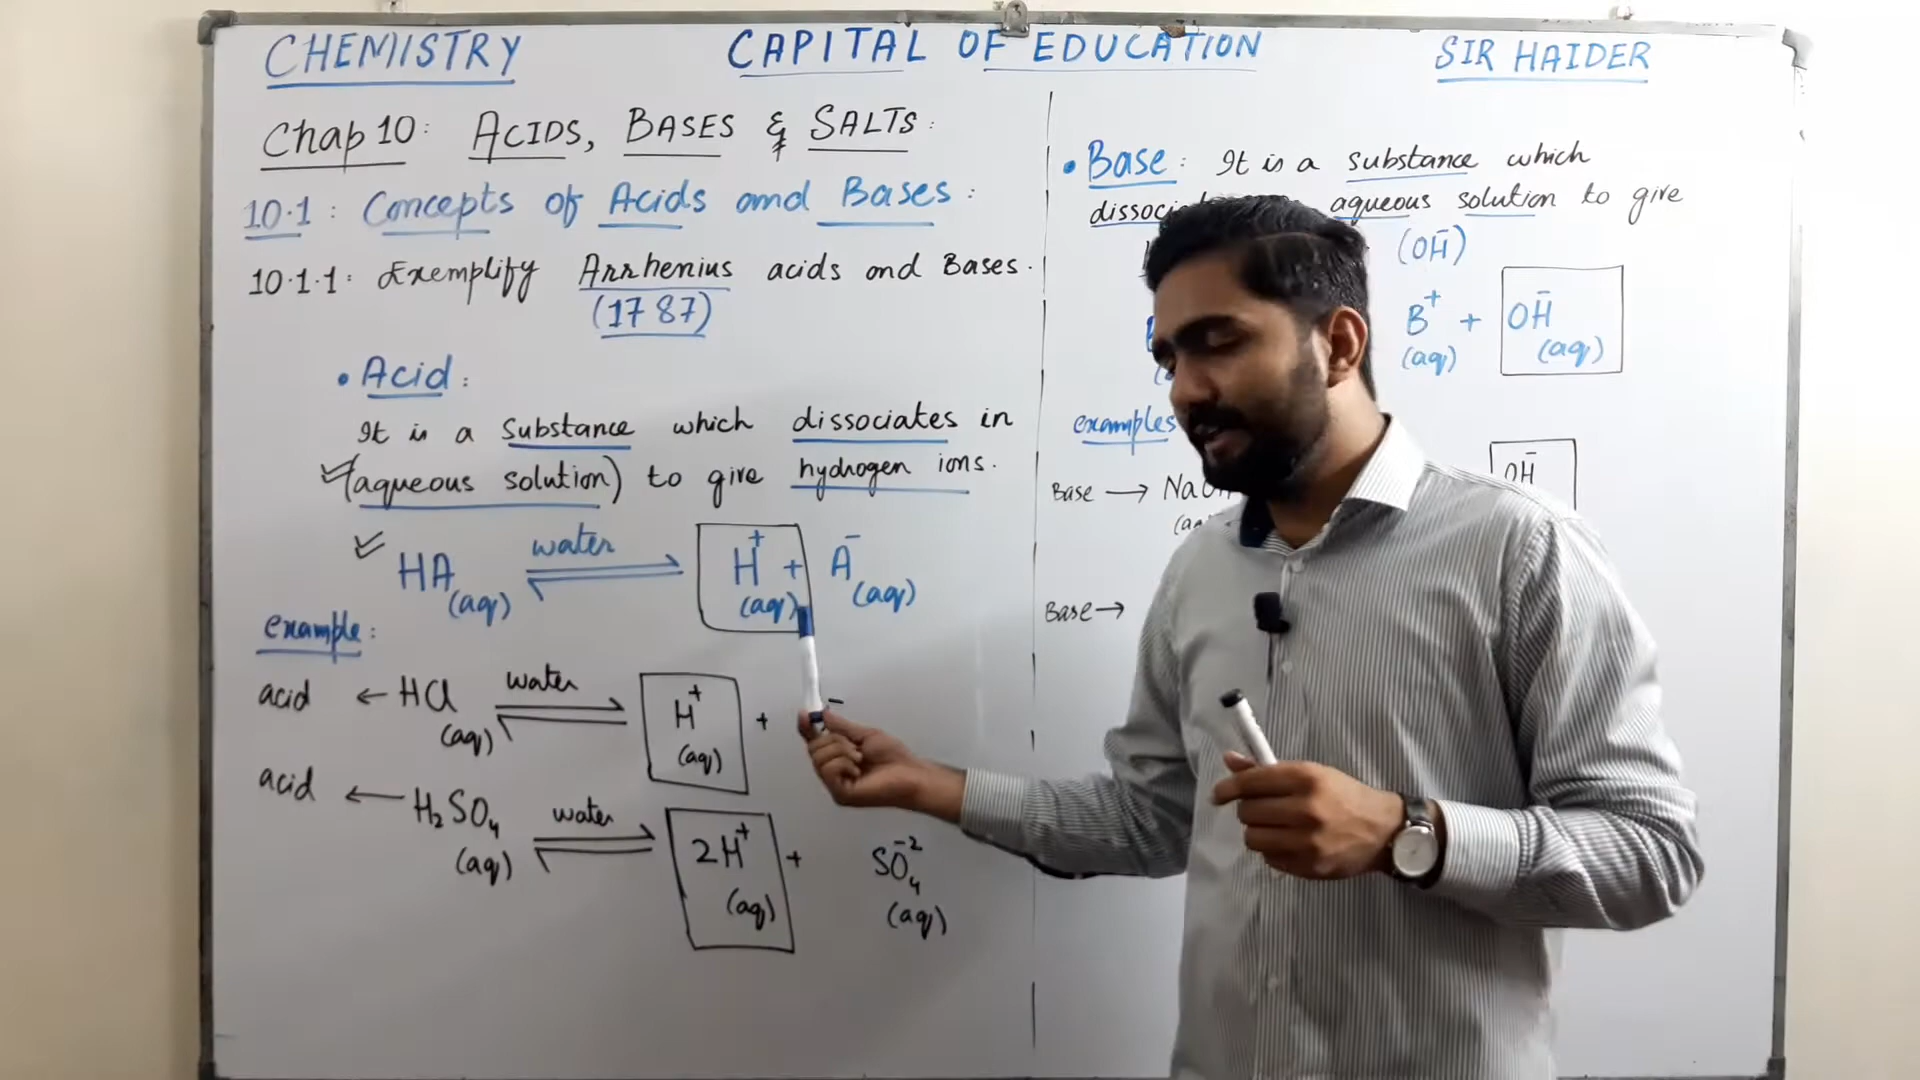 CHEMISTRY CAPITAL OF EDUCATION SIR HAIDER
Chap 10: ACIDS, BASES & SALTS:
10.1: Concepts of Acids and Bases:
10.1.1: Exemplify Arrhenius acids and Bases.
(1787)
• Acid:
It is a substance which dissociates in
(aqueous solution) to give hydrogen ions.
HA(aq) water ⇌ H+(aq) + A-(aq)
example:
acid ← HCl(aq) water ⇌ H+(aq) + -
acid ← H2SO4(aq) water ⇌ 2H+(aq) + SO4-2(aq)
• Base: It is a substance which
aqueous solution to give
(OH-)
B+(aq) + OH-(aq)
examples
Base → NaOH OH-
Base →